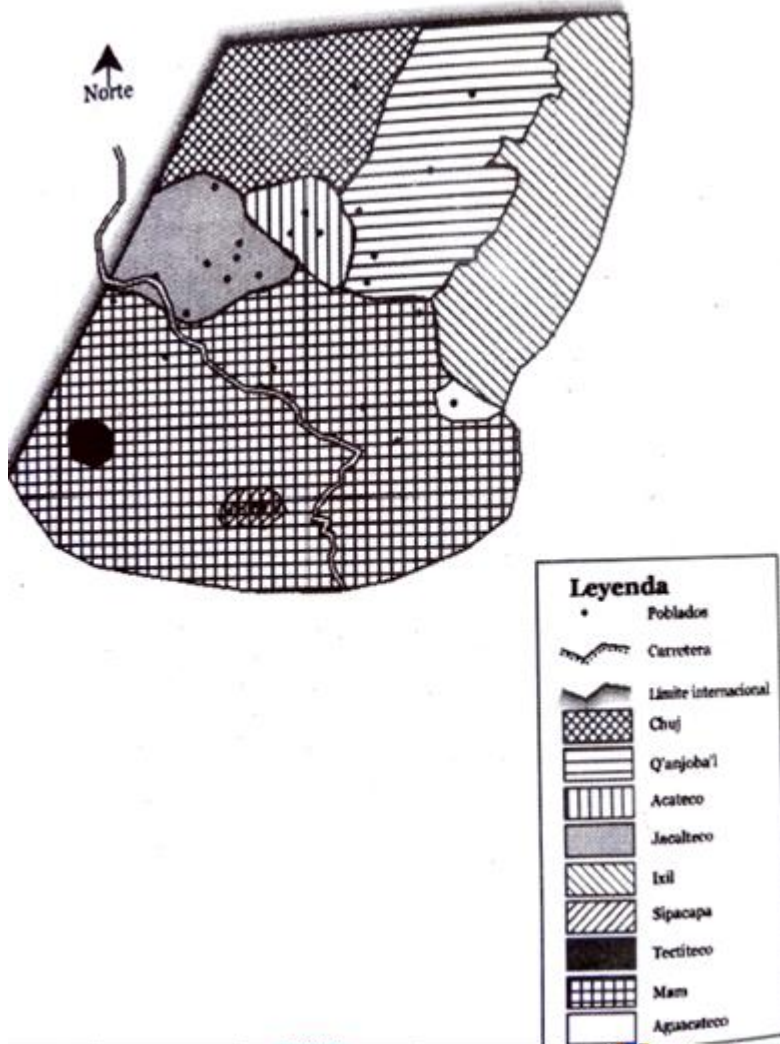 Norte
Leyenda
Poblados
Carretera
Límite internacional
Chuj
Q'anjoba'l
Acateco
Jacalteco
Ixil
Sipacapa
Tectiteco
Mam
Aguacateco